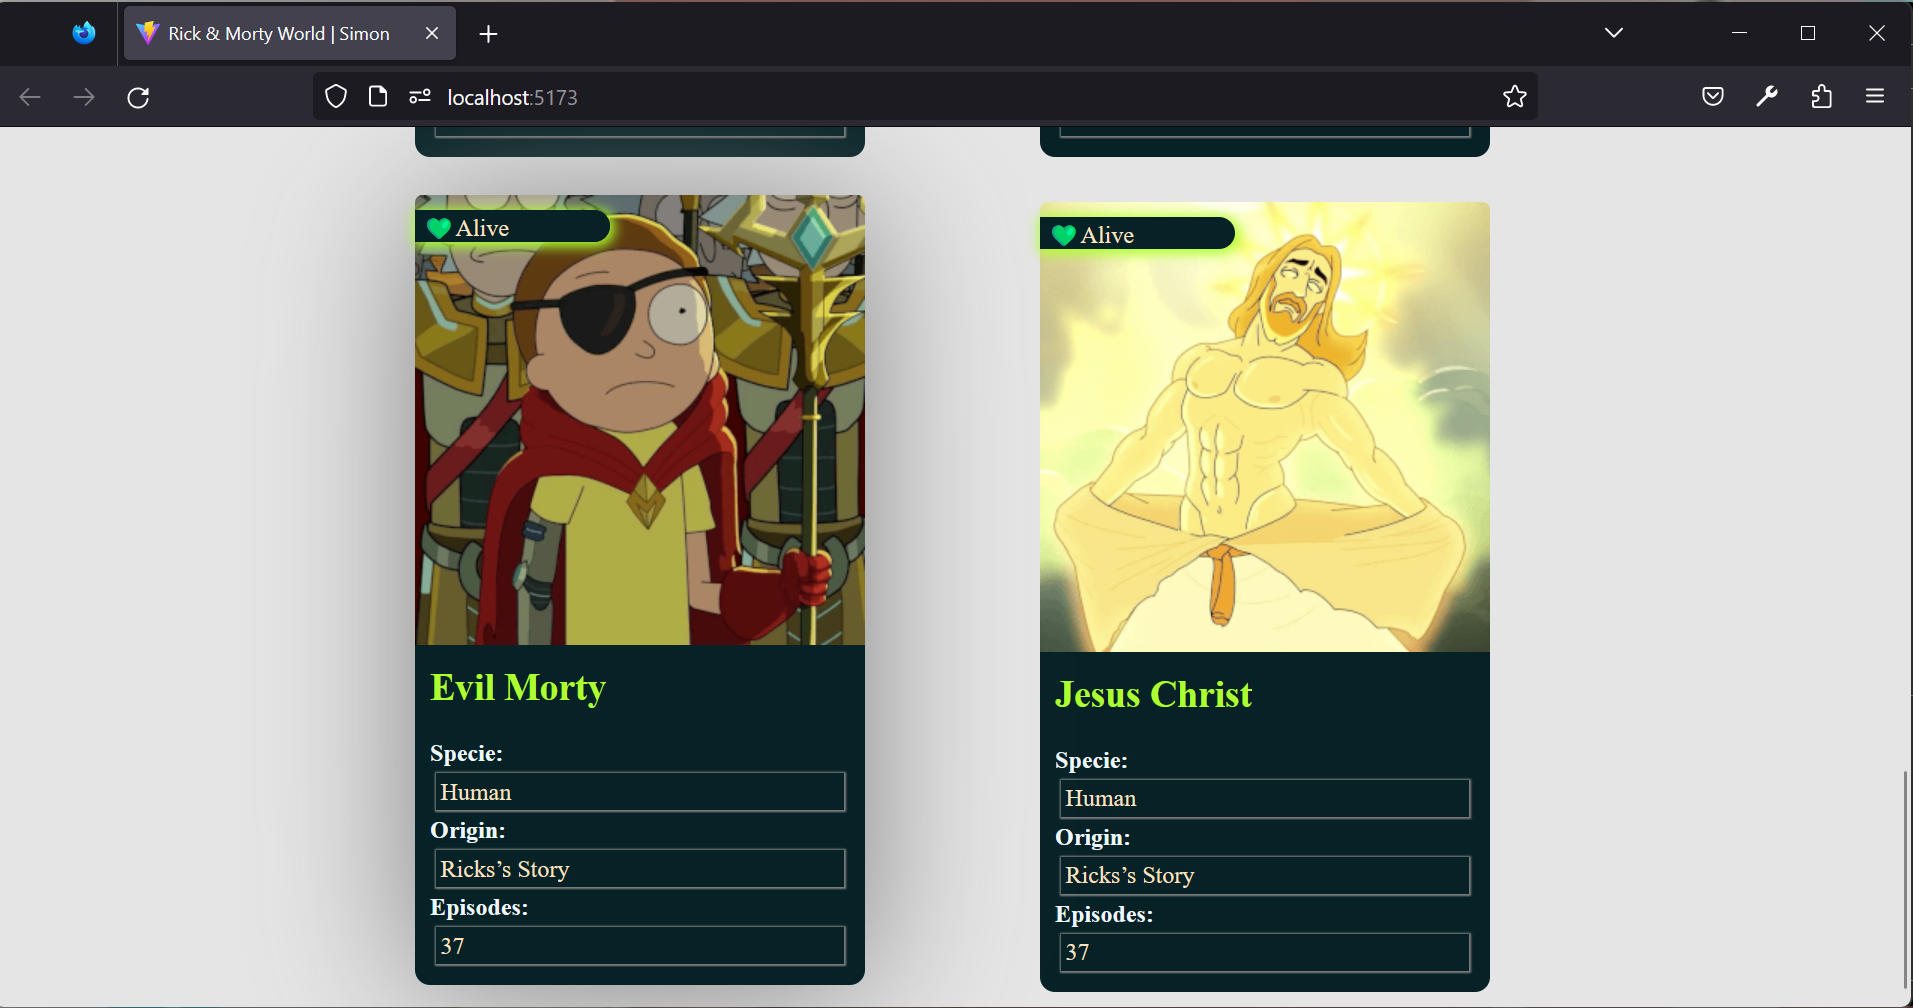 Rick & Morty World | Simon
localhost:5173
Alive
Evil Morty
Specie:
Human
Origin:
Ricks’s Story
Episodes:
37
Alive
Jesus Christ
Specie:
Human
Origin:
Ricks’s Story
Episodes:
37